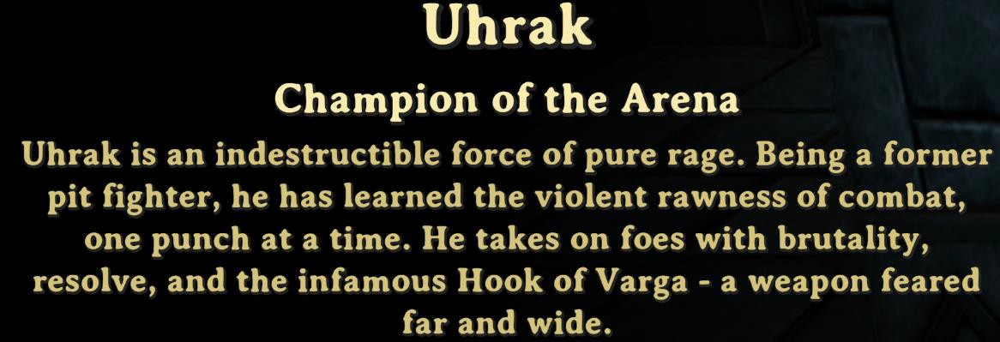 Uhrak
Champion of the Arena
Uhrak is an indestructible force of pure rage. Being a former
pit fighter, he has learned the violent rawness of combat,
one punch at a time. He takes on foes with brutality,
resolve, and the infamous Hook of Varga - a weapon feared
far and wide.